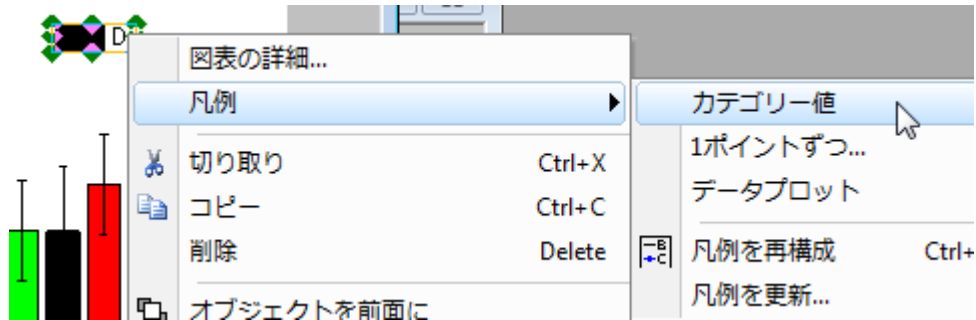 D
図表の詳細...
凡例
カテゴリー値
1ポイントずつ...
切り取り Ctrl+X
データプロット
コピー Ctrl+C
凡例を再構成 Ctrl+
削除 Delete
凡例を更新...
オブジェクトを前面に